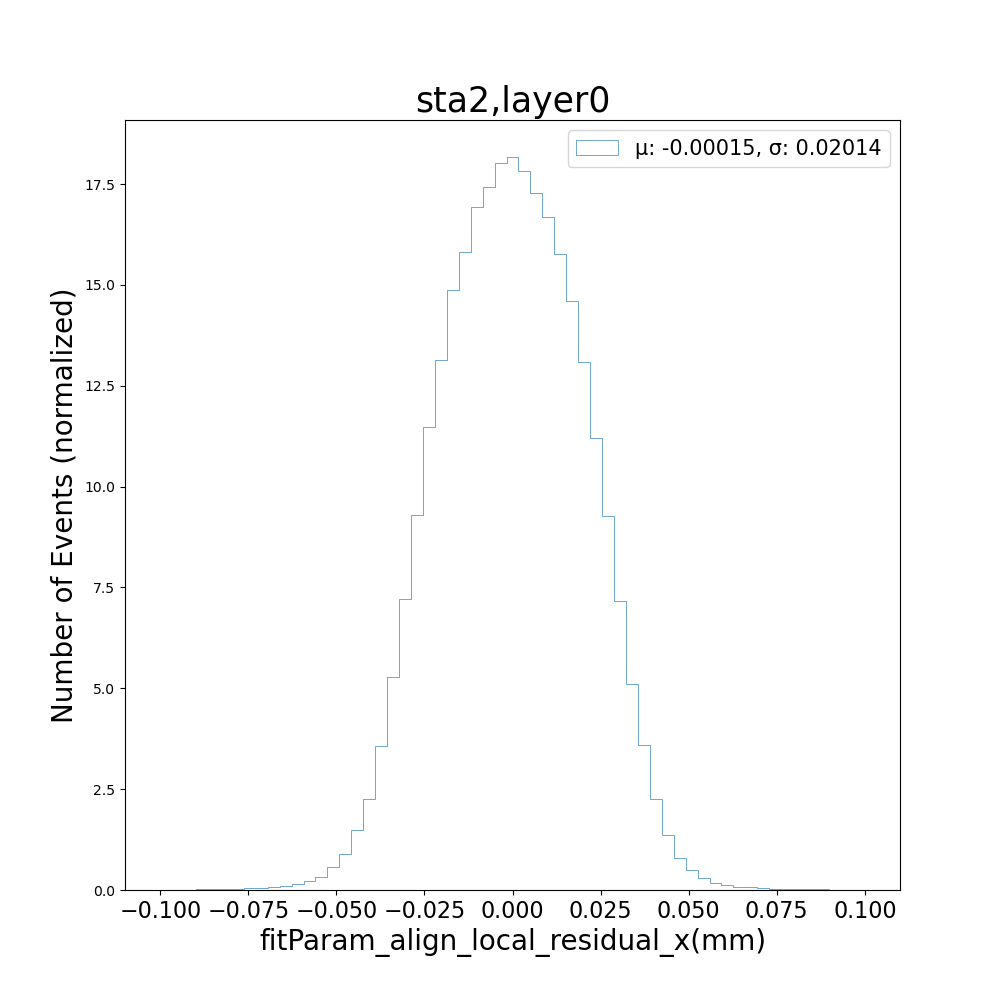 sta2,layer0
μ: -0.00015, σ: 0.02014
Number of Events (normalized)
17.5
15.0
12.5
10.0
7.5
5.0
2.5
0.0
−0.100 −0.075 −0.050 −0.025 0.000 0.025 0.050 0.075 0.100
fitParam_align_local_residual_x(mm)